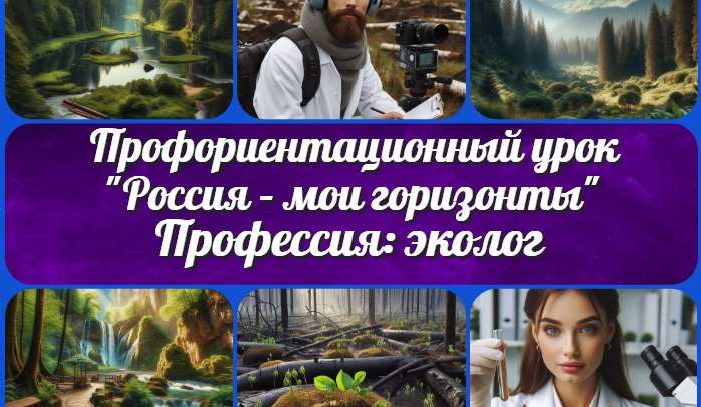 Профориентационный урок
"Россия – мои горизонты"
Профессия: эколог